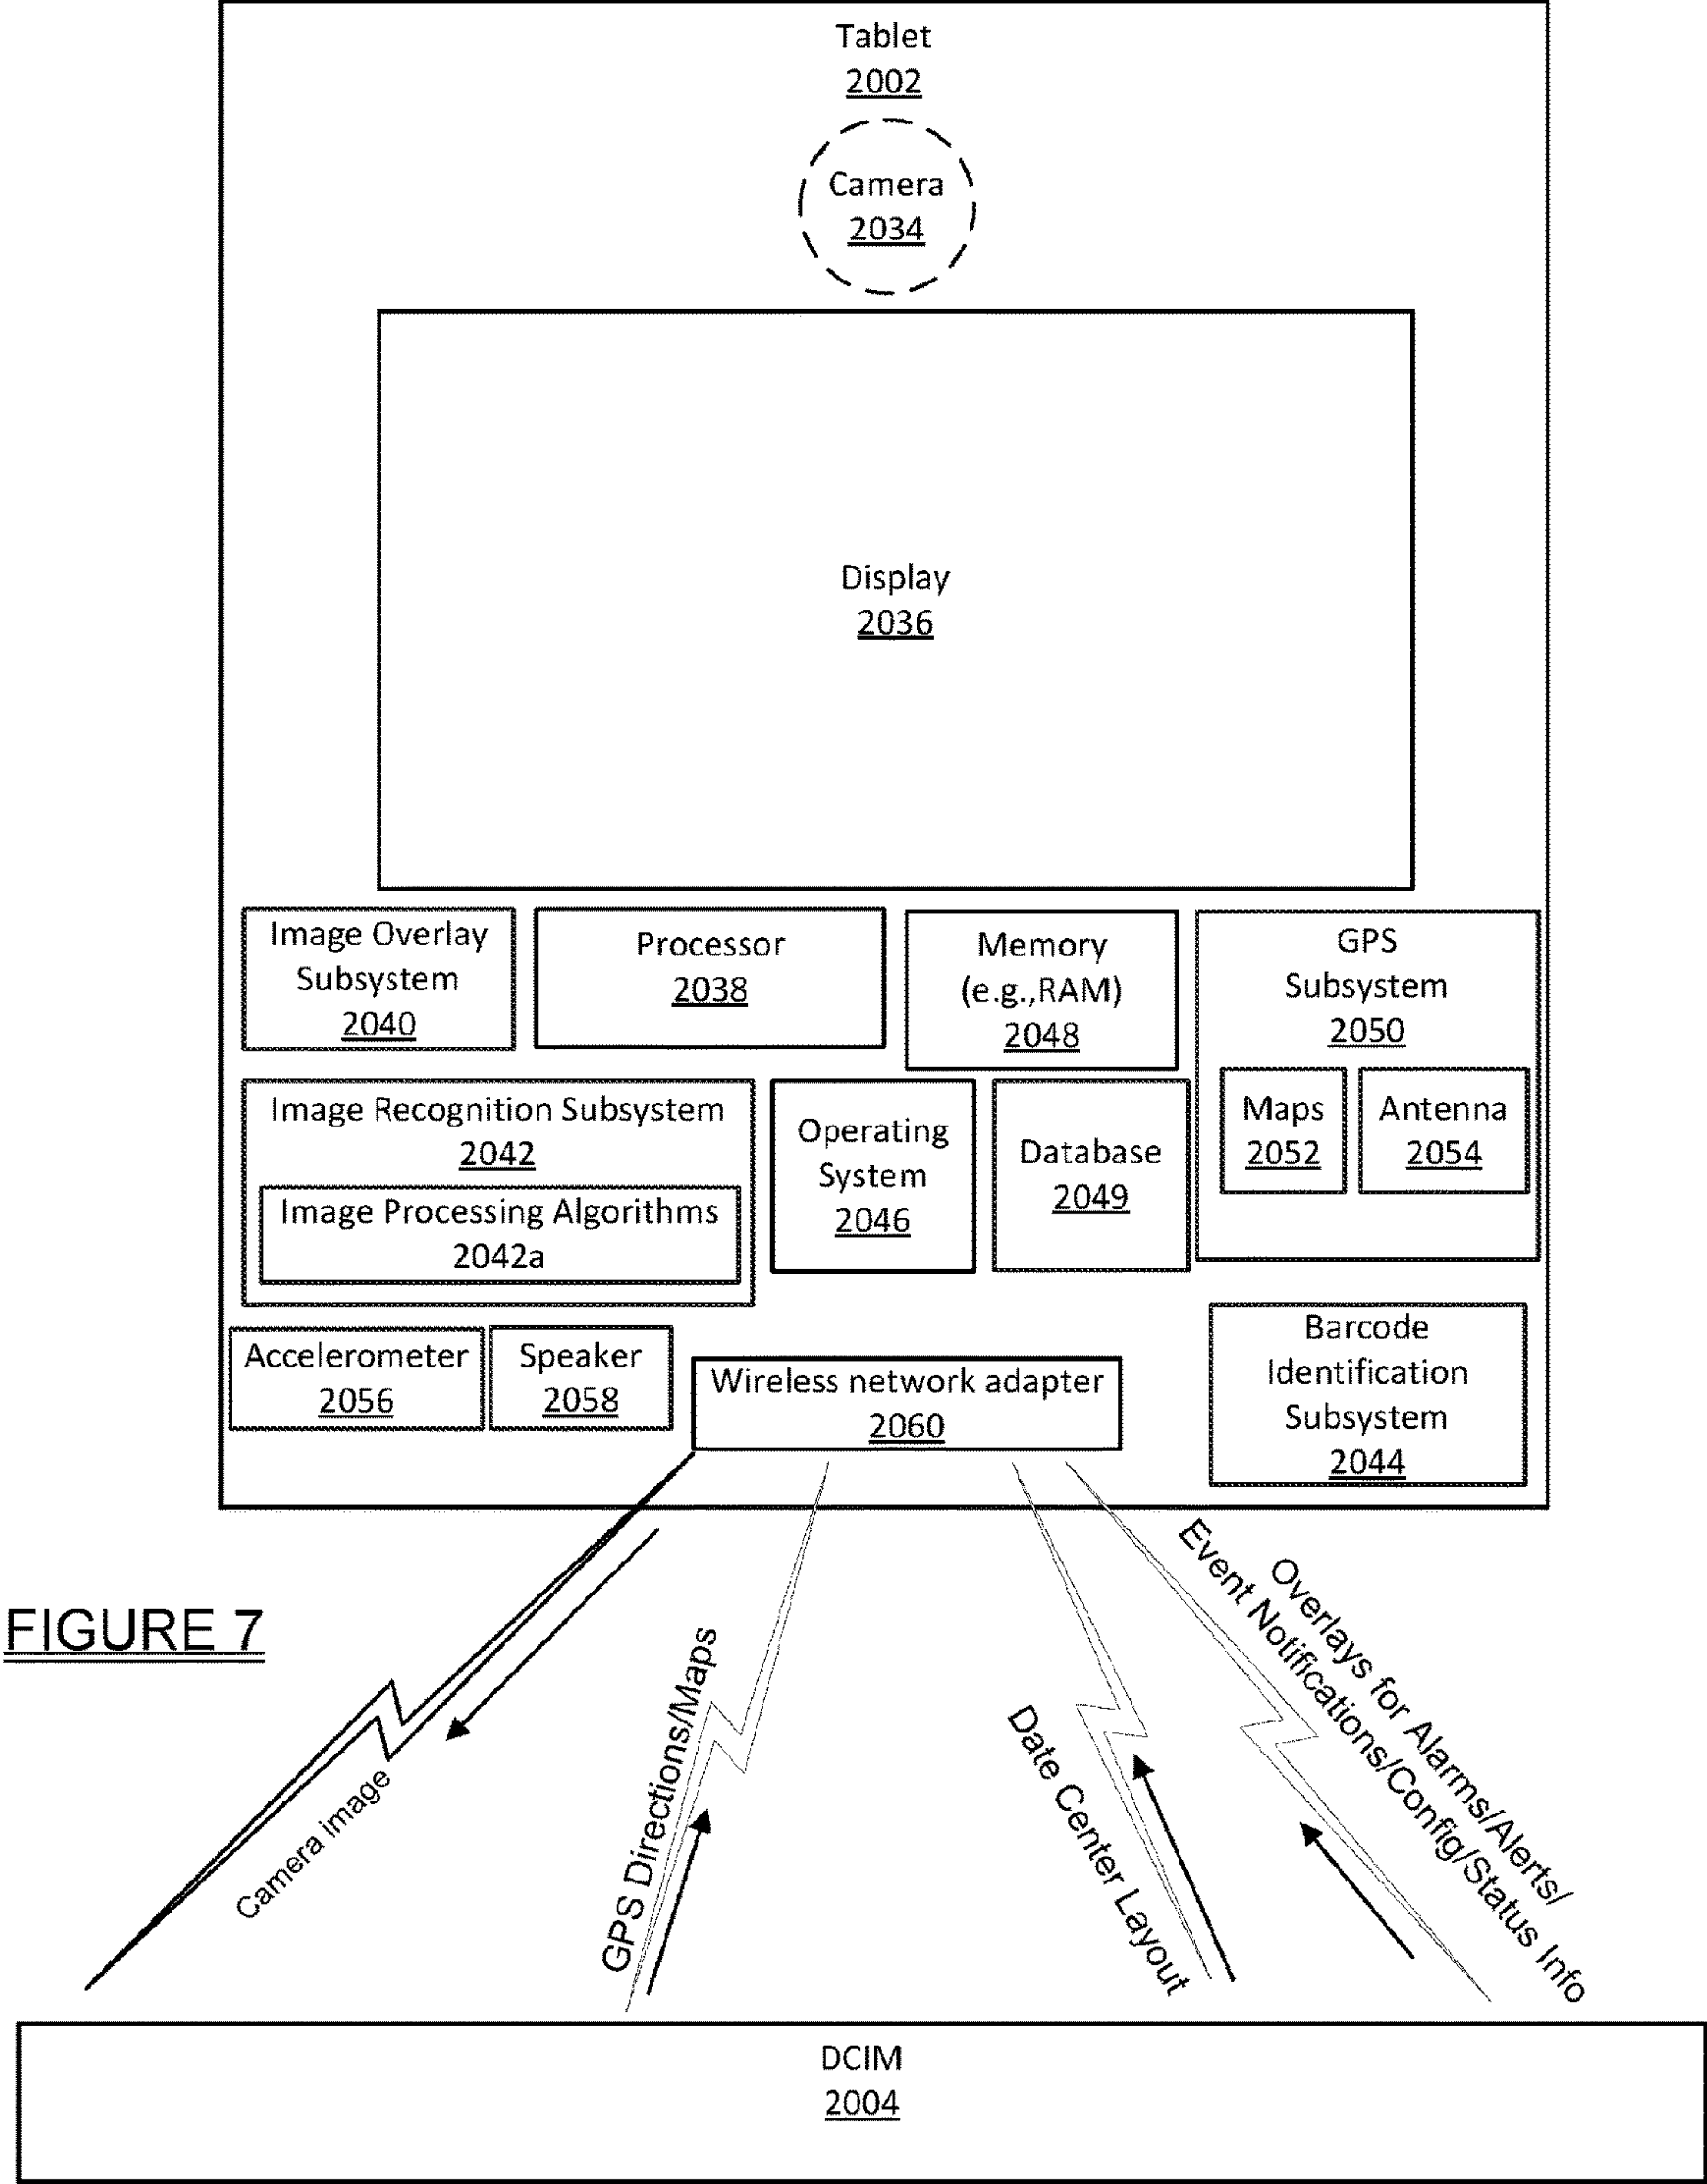 Tablet
2002
Camera
2034
Display
2036
Image Overlay
Subsystem
2040
Processor
2038
Memory
(e.g.,RAM)
2048
GPS
Subsystem
2050
Maps
2052
Antenna
2054
Image Recognition Subsystem
2042
Image Processing Algorithms
2042a
Operating
System
2046
Database
2049
Accelerometer
2056
Speaker
2058
Wireless network adapter
2060
Barcode
Identification
Subsystem
2044
FIGURE 7
Camera image
GPS Directions/Maps
Date Center Layout
Overlays for Alarms/Alerts/
Event Notifications/Config/Status Info
DCIM
2004